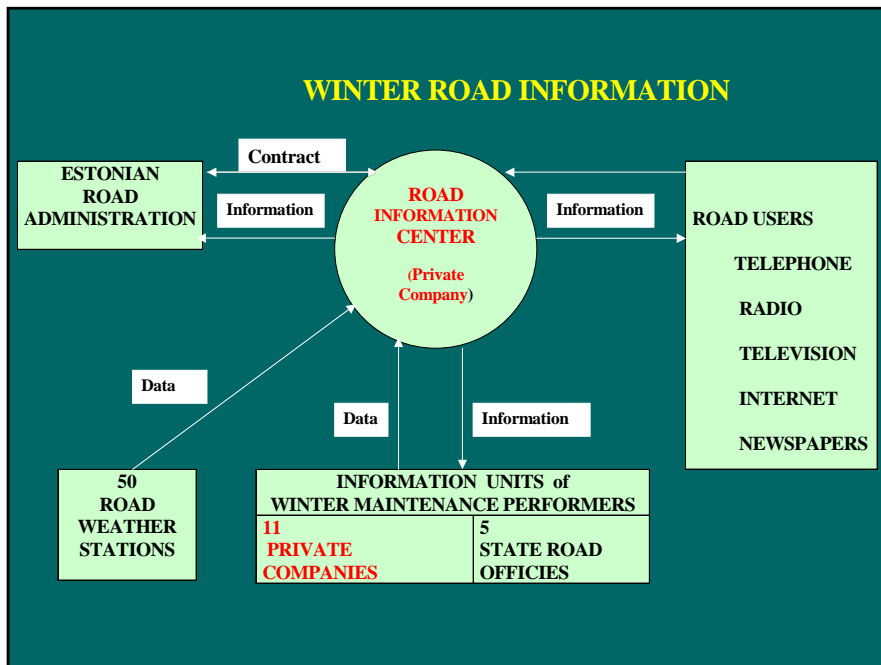 WINTER ROAD INFORMATION
Contract
ESTONIAN
ROAD
ADMINISTRATION
Information
ROAD
INFORMATION
CENTER
(Private
Company)
Information
ROAD USERS
TELEPHONE
RADIO
TELEVISION
INTERNET
NEWSPAPERS
Data
Data
Information
50
ROAD
WEATHER
STATIONS
INFORMATION UNITS of
WINTER MAINTENANCE PERFORMERS
11
PRIVATE
COMPANIES
5
STATE ROAD
OFFICIES